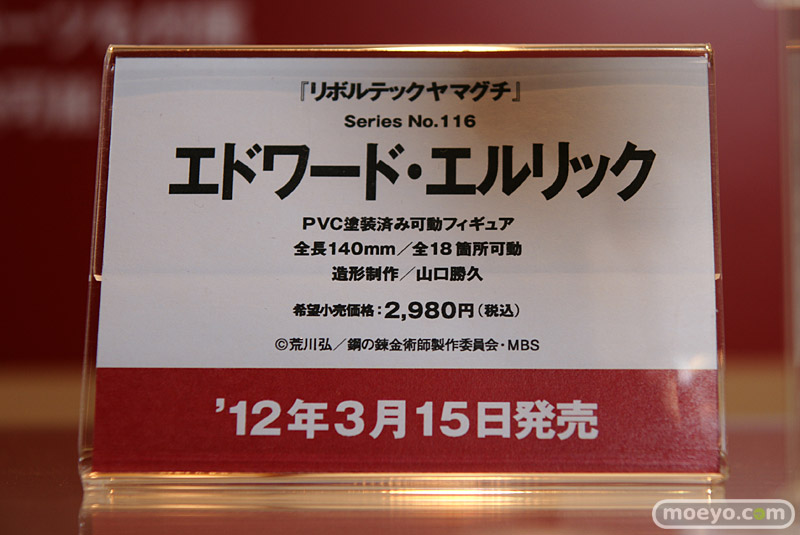 『リボルテックヤマグチ』
Series No.116
エドワード・エルリック
PVC塗装済み可動フィギュア
全長140mm／全18箇所可動
造形制作／山口勝久
希望小売価格：2,980円（税込）
©荒川弘／鋼の錬金術師製作委員会・MBS
’12年3月15日発売
moeyo.com